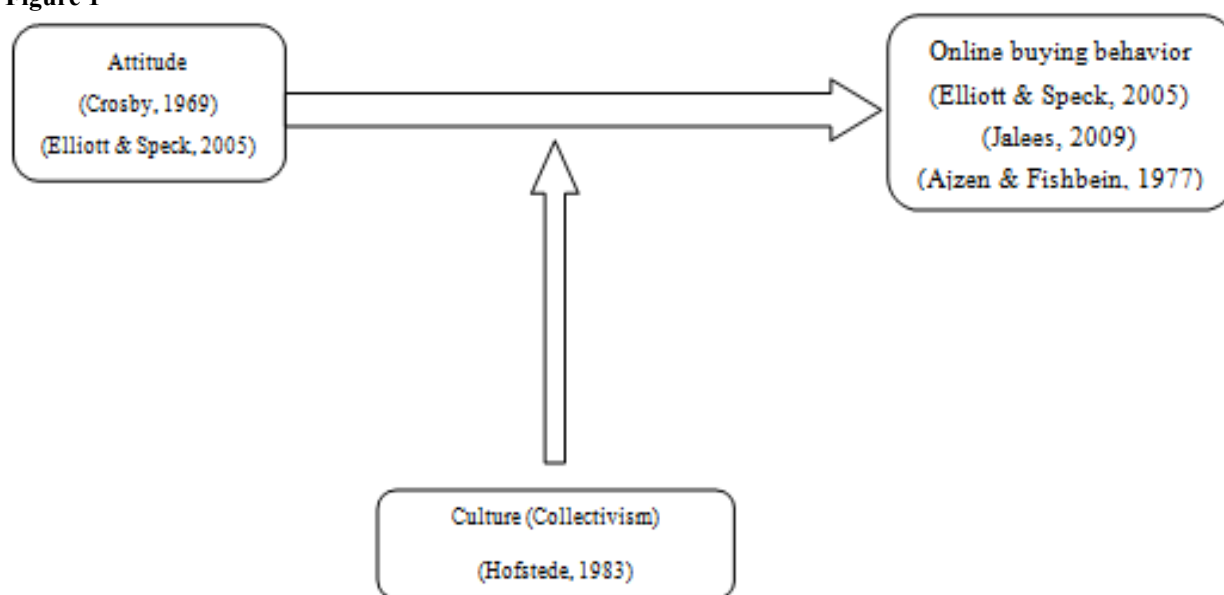 Figure 1
Attitude
(Crosby, 1969)
(Elliott & Speck, 2005)
Online buying behavior
(Elliott & Speck, 2005)
(Jalees, 2009)
(Ajzen & Fishbein, 1977)
Culture (Collectivism)
(Hofstede, 1983)